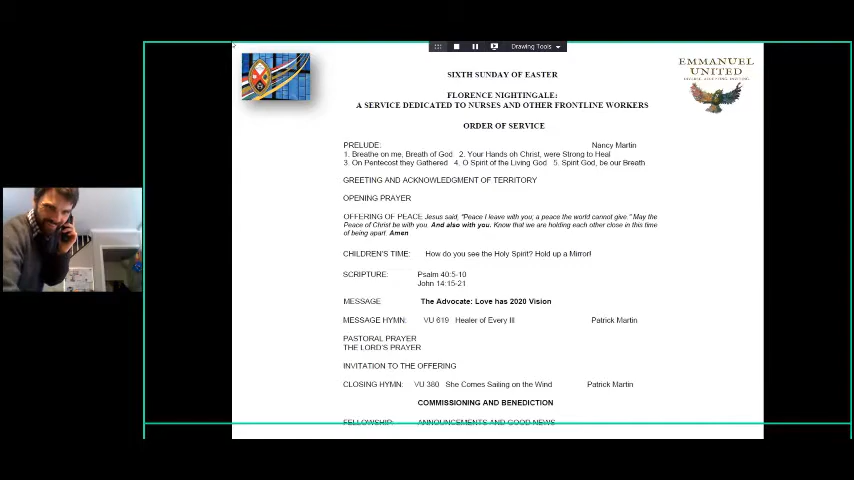 Drawing Tools
EMMANUEL
UNITED
DIVERSE, ACCEPTING, INVITING
SIXTH SUNDAY OF EASTER
FLORENCE NIGHTINGALE:
A SERVICE DEDICATED TO NURSES AND OTHER FRONTLINE WORKERS
ORDER OF SERVICE
PRELUDE: Nancy Martin
1. Breathe on me, Breath of God 2. Your Hands oh Christ, were Strong to Heal
3. On Pentecost they Gathered 4. O Spirit of the Living God 5. Spirit God, be our Breath
GREETING AND ACKNOWLEDGMENT OF TERRITORY
OPENING PRAYER
OFFERING OF PEACE Jesus said, "Peace I leave with you; a peace the world cannot give." May the
Peace of Christ be with you. And also with you. Know that we are holding each other close in this time
of being apart. Amen
CHILDREN'S TIME: How do you see the Holy Spirit? Hold up a Mirror!
SCRIPTURE: Psalm 40:5-10
John 14:15-21
MESSAGE The Advocate: Love has 2020 Vision
MESSAGE HYMN: VU 619 Healer of Every Ill Patrick Martin
PASTORAL PRAYER
THE LORD'S PRAYER
INVITATION TO THE OFFERING
CLOSING HYMN: VU 380 She Comes Sailing on the Wind Patrick Martin
COMMISSIONING AND BENEDICTION
FELLOWSHIP: ANNOUNCEMENTS AND GOOD NEWS